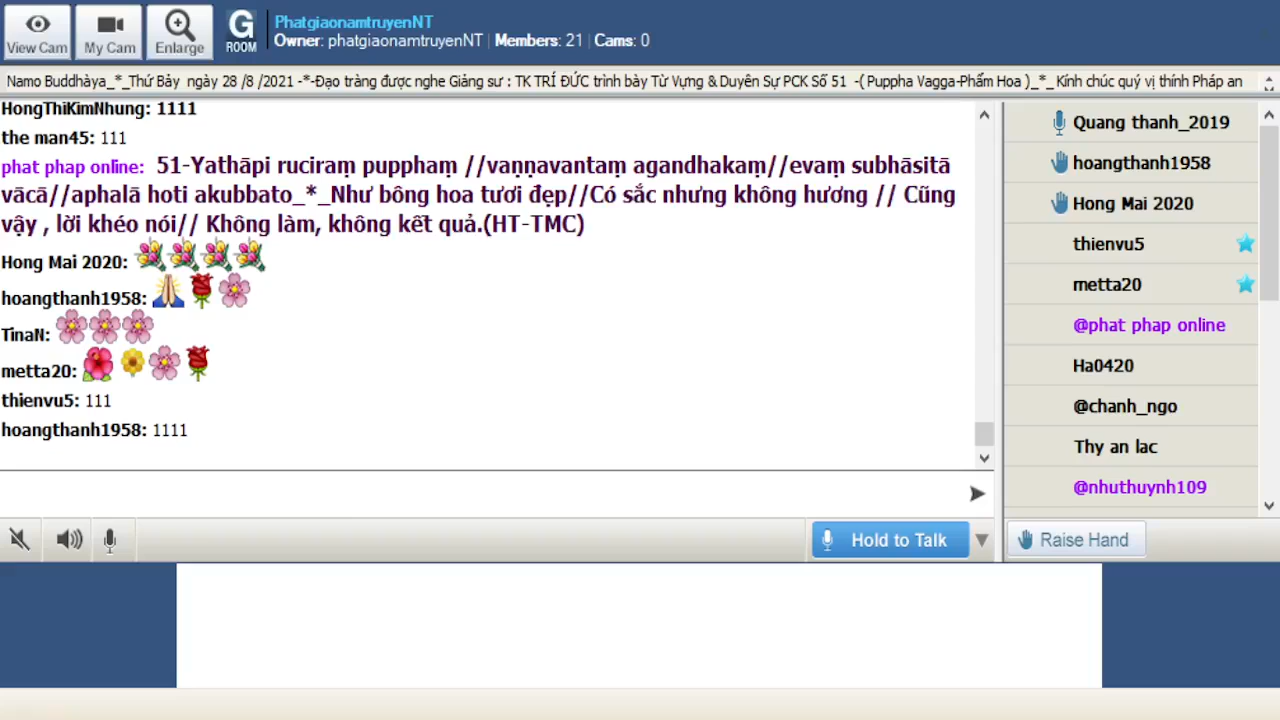 View Cam
My Cam
Enlarge
G
ROOM
PhatgiaonamtruyenNT
Owner: phatgiaonamtruyenNT | Members: 21 | Cams: 0
Namo Buddhàya_*_Thứ Bảy ngày 28 /8 /2021 -*-Đạo tràng được nghe Giảng sư : TK TRÍ ĐỨC trình bày Từ Vựng & Duyên Sự PCK Số 51 -( Puppha Vagga-Phẩm Hoa )_*_ Kính chúc quý vị thính Pháp an
HongThiKimNhung: 1111
the man45: 111
phat phap online: 51-Yathāpi ruciraṃ pupphaṃ //vaṇṇavantaṃ agandhakaṃ//evaṃ subhāsitā
vācā//aphalā hoti akubbato_*_Như bông hoa tươi đẹp//Có sắc nhưng không hương // Cũng
vậy , lời khéo nói// Không làm, không kết quả.(HT-TMC)
Hong Mai 2020:
hoangthanh1958:
TinaN:
metta20:
thienvu5: 111
hoangthanh1958: 1111
Hold to Talk
Quang thanh_2019
hoangthanh1958
Hong Mai 2020
thienvu5
metta20
@phat phap online
Ha0420
@chanh_ngo
Thy an lac
@nhuthuynh109
Raise Hand